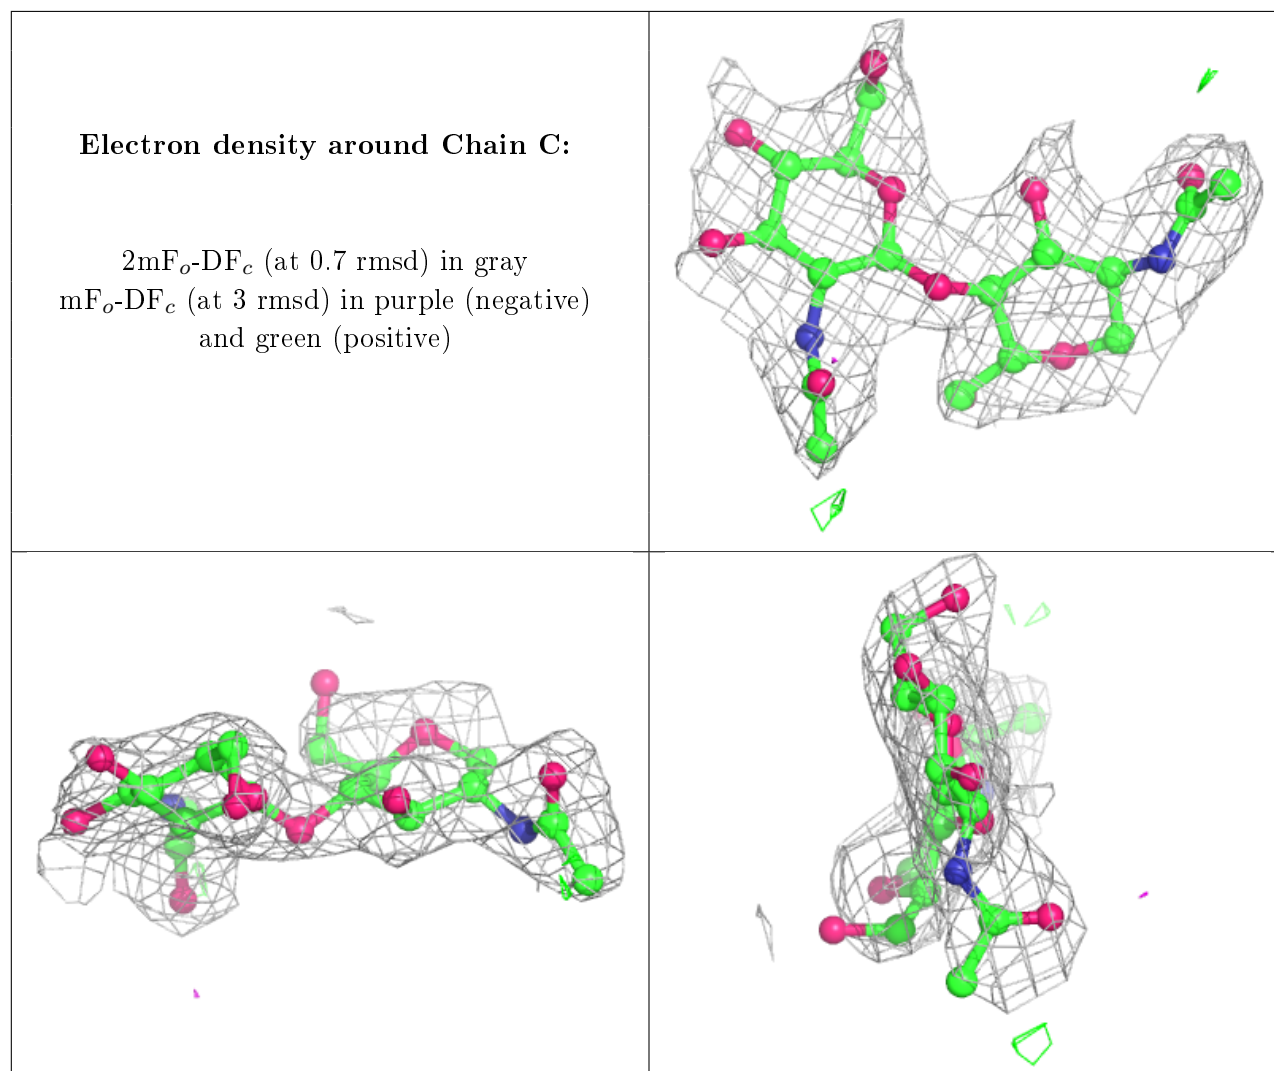 Electron density around Chain C:
2mFo-DFc (at 0.7 rmsd) in gray
mFo-DFc (at 3 rmsd) in purple (negative)
and green (positive)